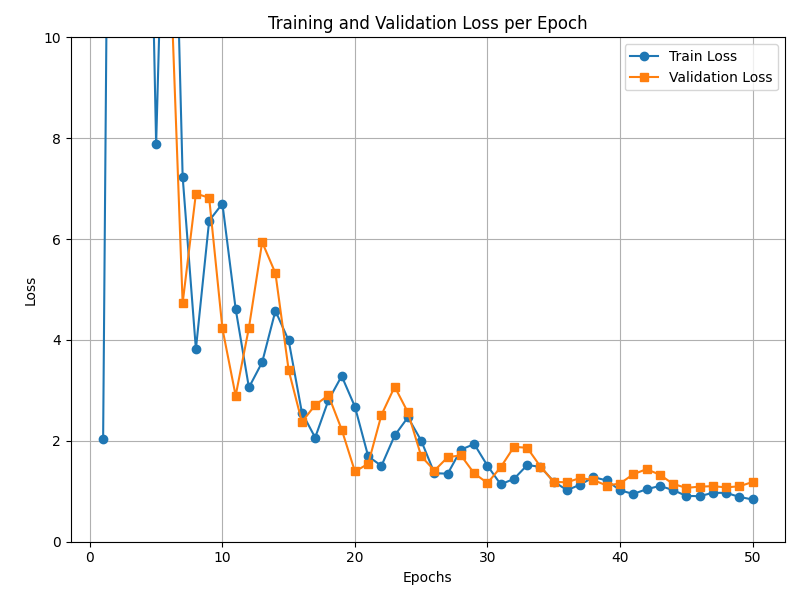 Training and Validation Loss per Epoch
Train Loss
Validation Loss
Loss
10
8
6
4
2
0
0 10 20 30 40 50
Epochs